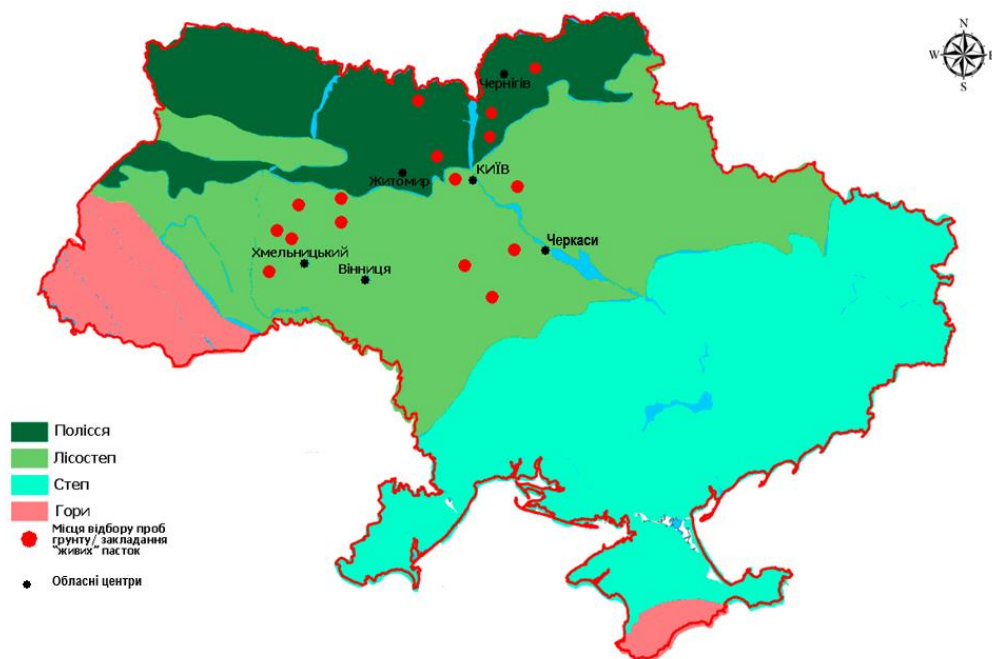 N
W E
S
Чернігів
Житомир
КИЇВ
Хмельницький
Вінниця
Черкаси
Полісся
Лісостеп
Степ
Гори
Місця відбору проб
грунту/ закладання
"живих" пасток
Обласні центри